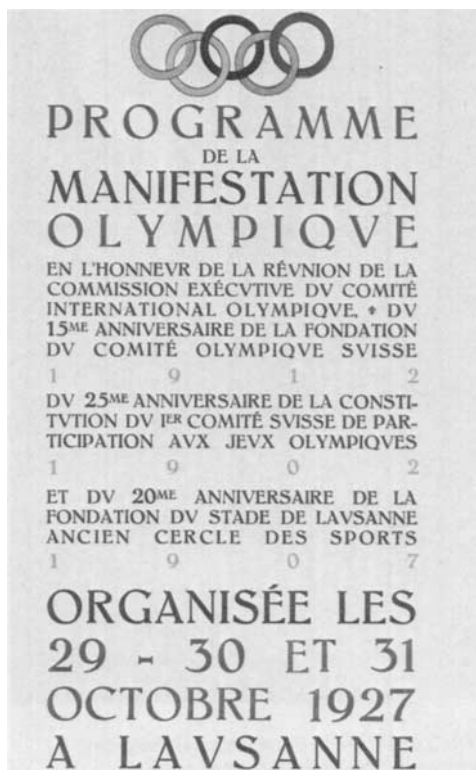 PROGRAMME
DE LA
MANIFESTATION
OLYMPIQVE
EN L'HONNEVR DE LA RÉVNION DE LA
COMMISSION EXÉCVTIVE DV COMITÉ
INTERNATIONAL OLYMPIQVE, * DV
15ME ANNIVERSAIRE DE LA FONDATION
DV COMITÉ OLYMPIQVE SVISSE
1 9 1 2
DV 25ME ANNIVERSAIRE DE LA CONSTI-
TVTION DV IER COMITÉ SVISSE DE PAR-
TICIPATION AVX JEVX OLYMPIQVES
1 9 0 2
ET DV 20ME ANNIVERSAIRE DE LA
FONDATION DV STADE DE LAVSANNE
ANCIEN CERCLE DES SPORTS
1 9 0 7
ORGANISÉE LES
29 - 30 ET 31
OCTOBRE 1927
A LAVSANNE